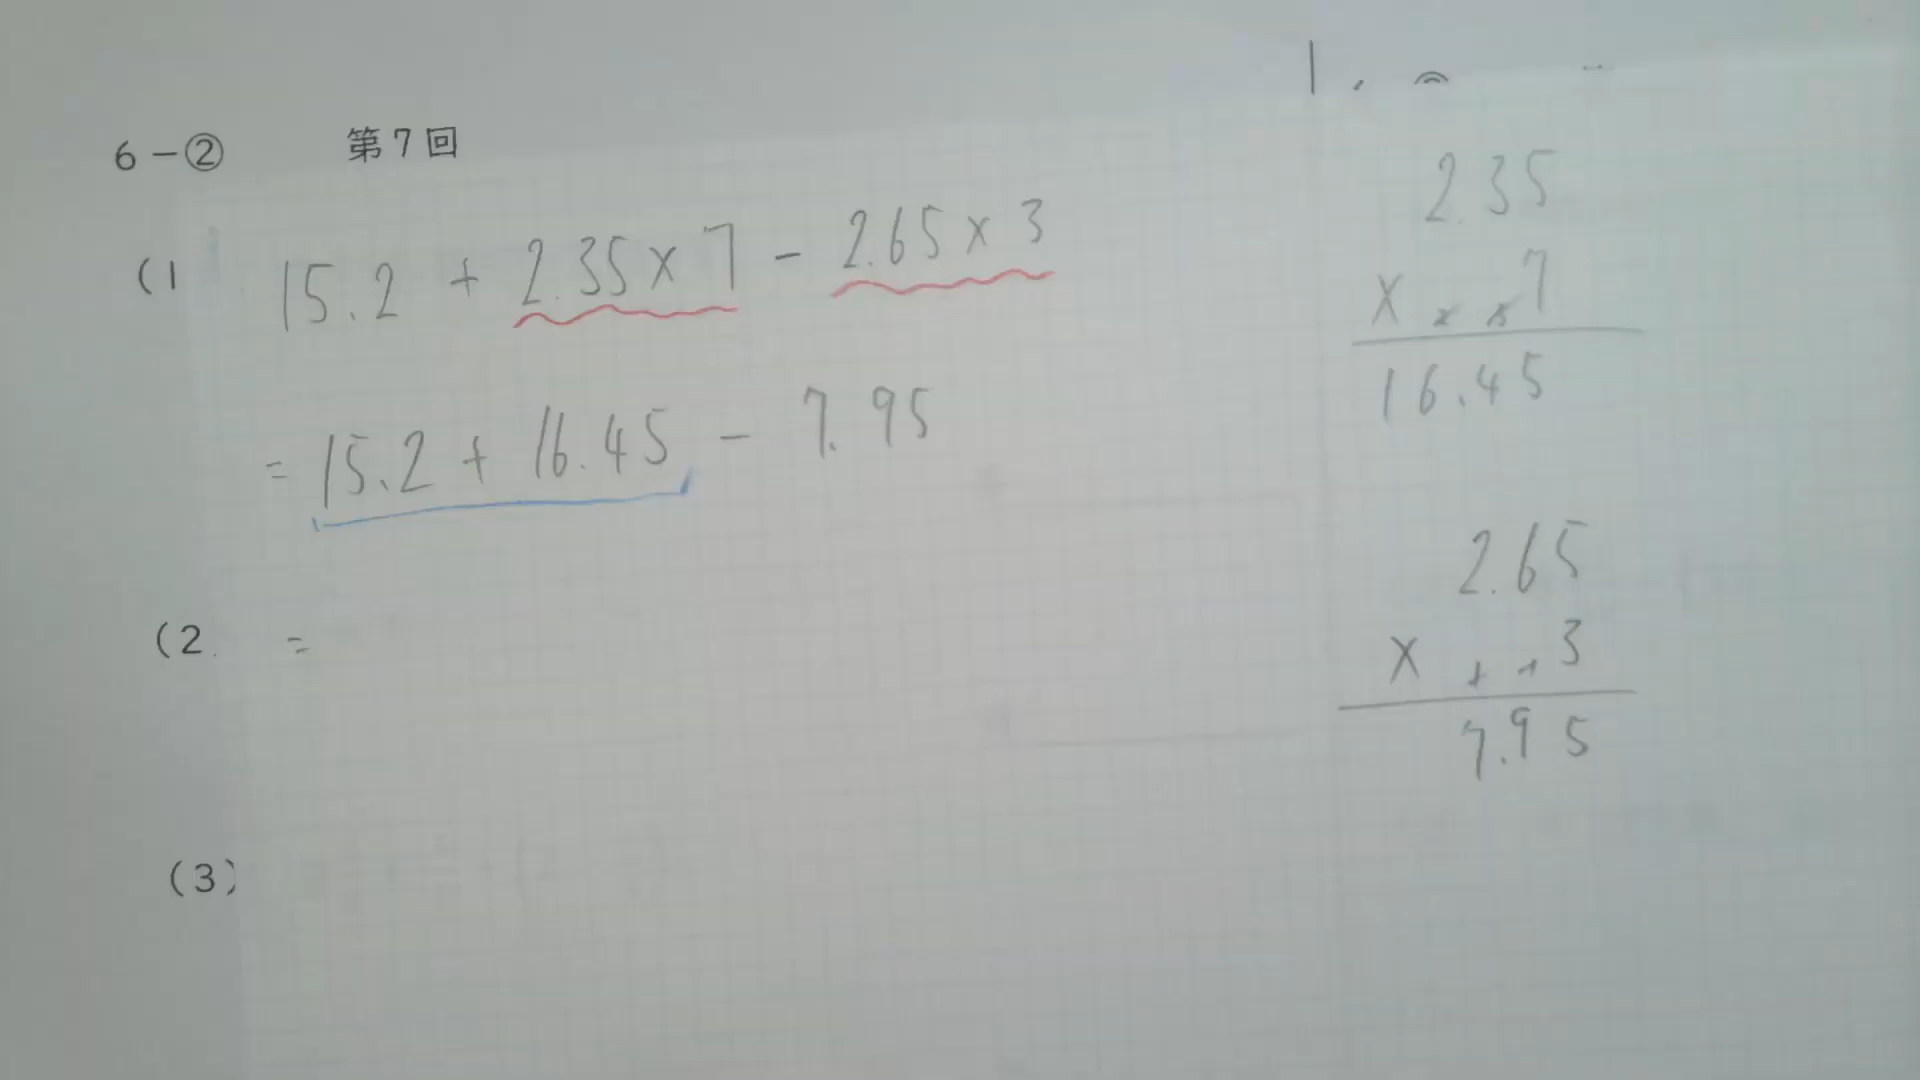 6－②　第7回
(1　15.2 + 2.35 × 7 - 2.65 × 3
= 15.2 + 16.45 - 7.95
(2　=
(3)
2.35
× 7
16.45
2.65
× 3
7.95